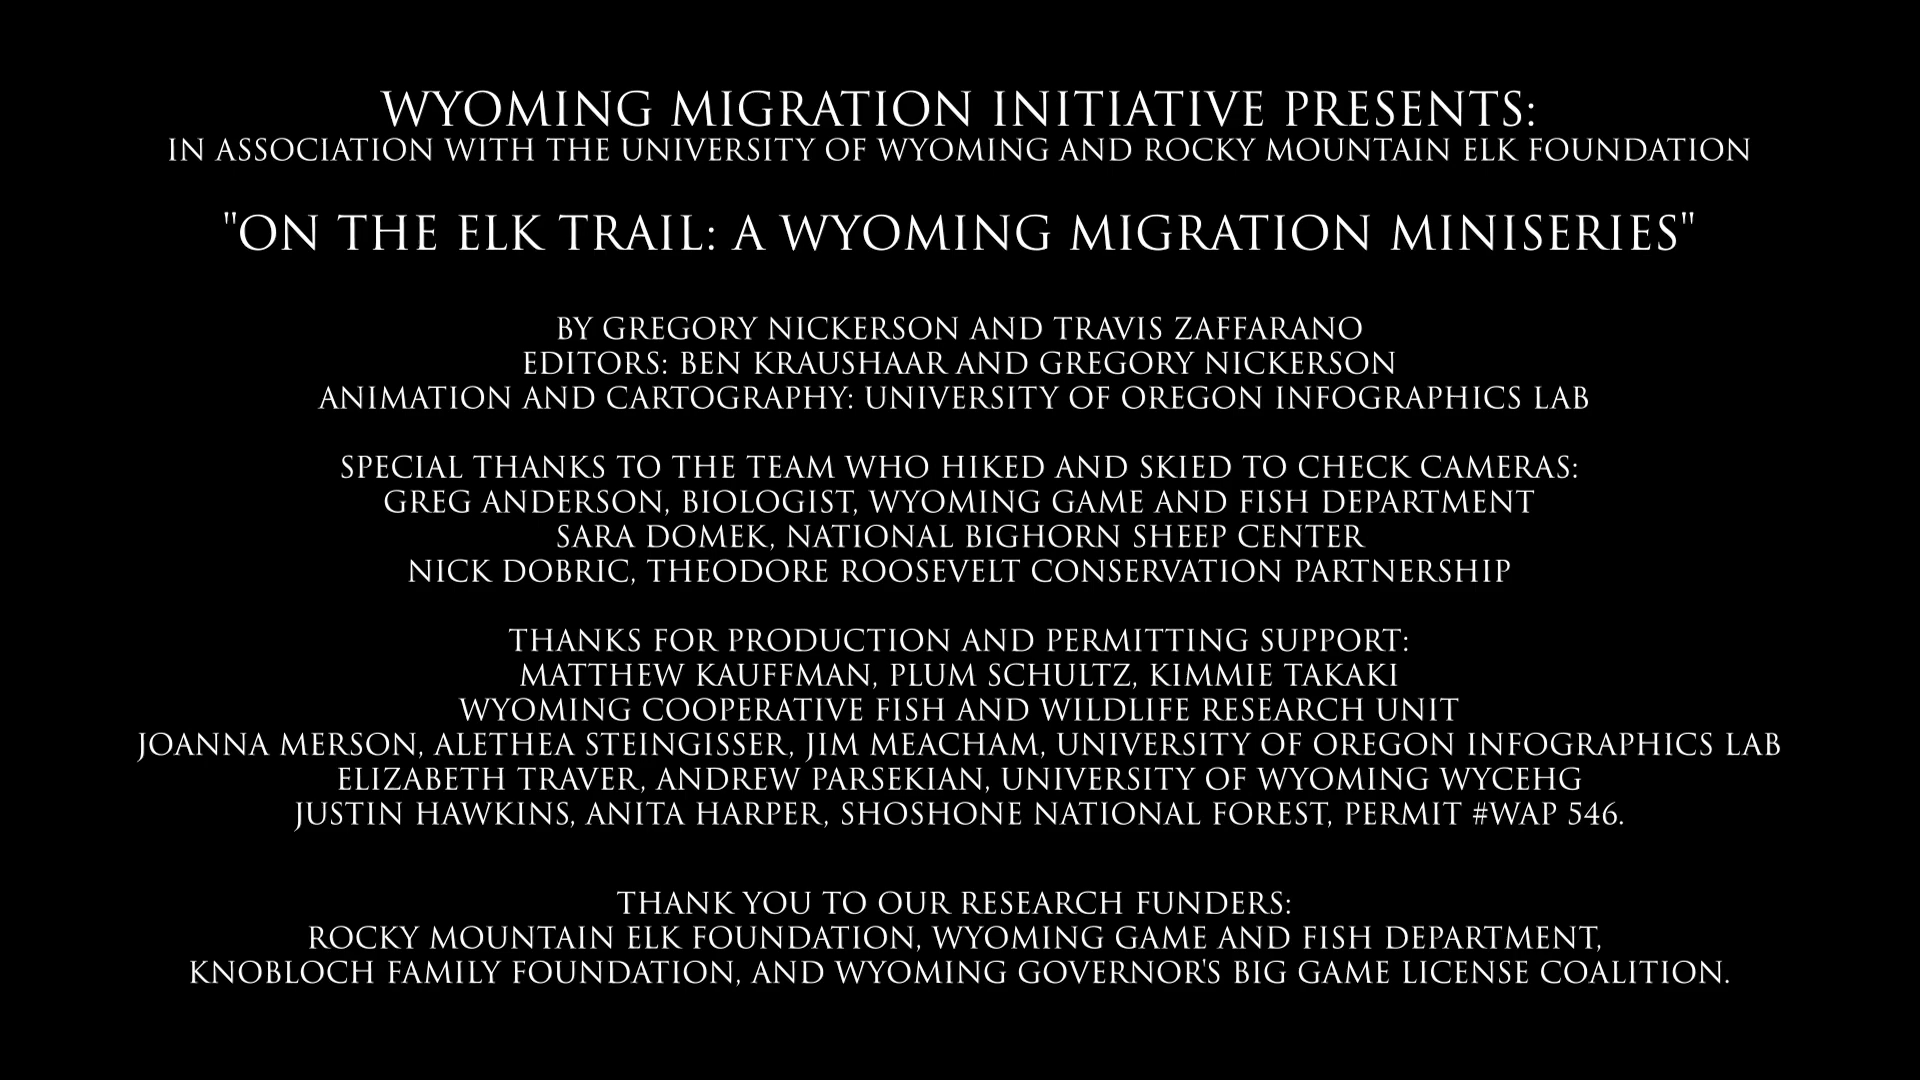 WYOMING MIGRATION INITIATIVE PRESENTS:
IN ASSOCIATION WITH THE UNIVERSITY OF WYOMING AND ROCKY MOUNTAIN ELK FOUNDATION
"ON THE ELK TRAIL: A WYOMING MIGRATION MINISERIES"
BY GREGORY NICKERSON AND TRAVIS ZAFFARANO
EDITORS: BEN KRAUSHAAR AND GREGORY NICKERSON
ANIMATION AND CARTOGRAPHY: UNIVERSITY OF OREGON INFOGRAPHICS LAB
SPECIAL THANKS TO THE TEAM WHO HIKED AND SKIED TO CHECK CAMERAS:
GREG ANDERSON, BIOLOGIST, WYOMING GAME AND FISH DEPARTMENT
SARA DOMEK, NATIONAL BIGHORN SHEEP CENTER
NICK DOBRIC, THEODORE ROOSEVELT CONSERVATION PARTNERSHIP
THANKS FOR PRODUCTION AND PERMITTING SUPPORT:
MATTHEW KAUFFMAN, PLUM SCHULTZ, KIMMIE TAKAKI
WYOMING COOPERATIVE FISH AND WILDLIFE RESEARCH UNIT
JOANNA MERSON, ALETHEA STEINGISSER, JIM MEACHAM, UNIVERSITY OF OREGON INFOGRAPHICS LAB
ELIZABETH TRAVER, ANDREW PARSEKIAN, UNIVERSITY OF WYOMING WYCEHG
JUSTIN HAWKINS, ANITA HARPER, SHOSHONE NATIONAL FOREST, PERMIT #WAP 546.
THANK YOU TO OUR RESEARCH FUNDERS:
ROCKY MOUNTAIN ELK FOUNDATION, WYOMING GAME AND FISH DEPARTMENT,
KNOBLOCH FAMILY FOUNDATION, AND WYOMING GOVERNOR'S BIG GAME LICENSE COALITION.